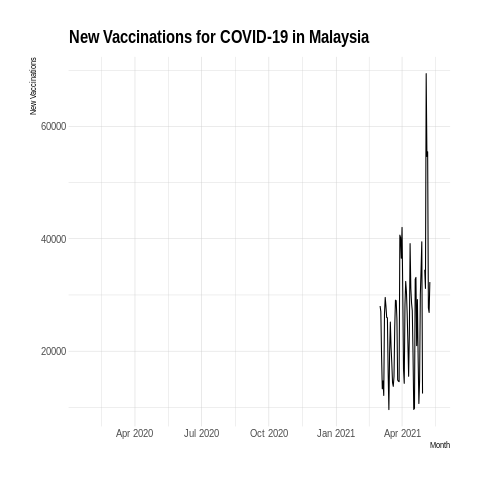 New Vaccinations for COVID-19 in Malaysia
New Vaccinations
60000
40000
20000
Apr 2020 Jul 2020 Oct 2020 Jan 2021 Apr 2021
Month